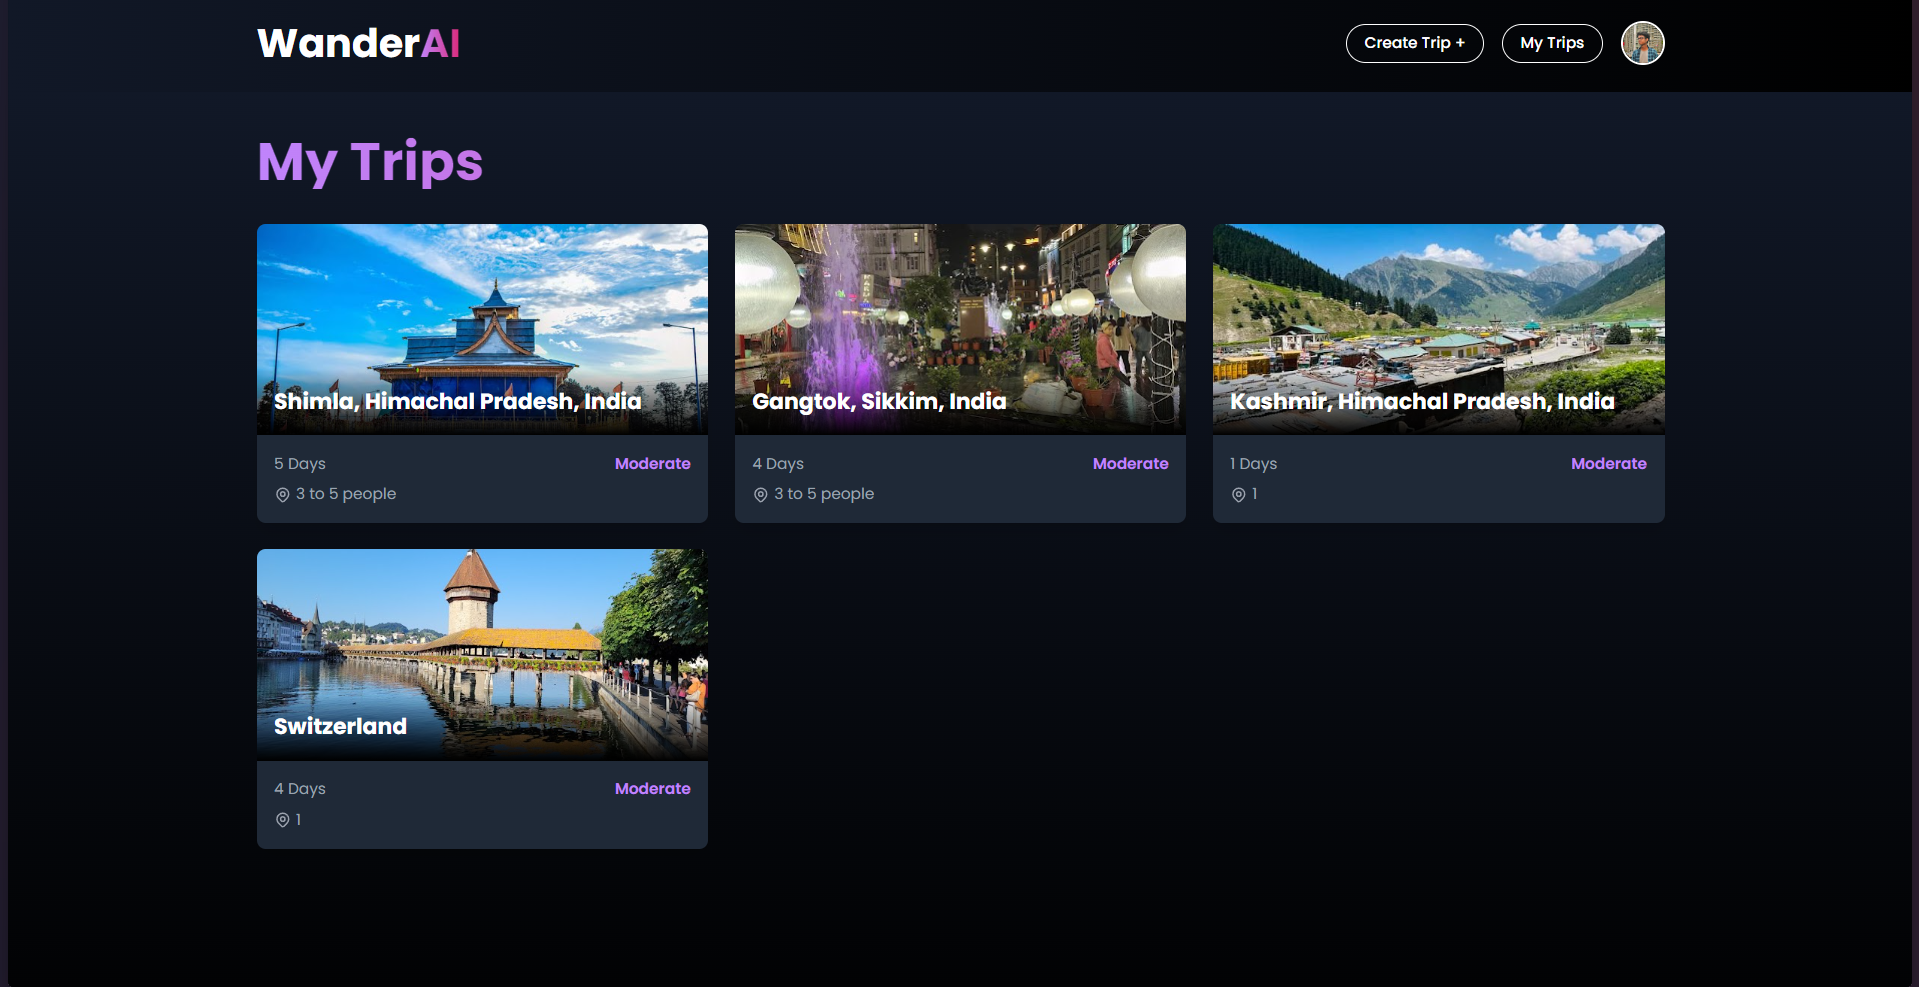 WanderAI
Create Trip +
My Trips
My Trips
Shimla, Himachal Pradesh, India
5 Days
Moderate
3 to 5 people
Gangtok, Sikkim, India
4 Days
Moderate
3 to 5 people
Kashmir, Himachal Pradesh, India
1 Days
Moderate
1
Switzerland
4 Days
Moderate
1